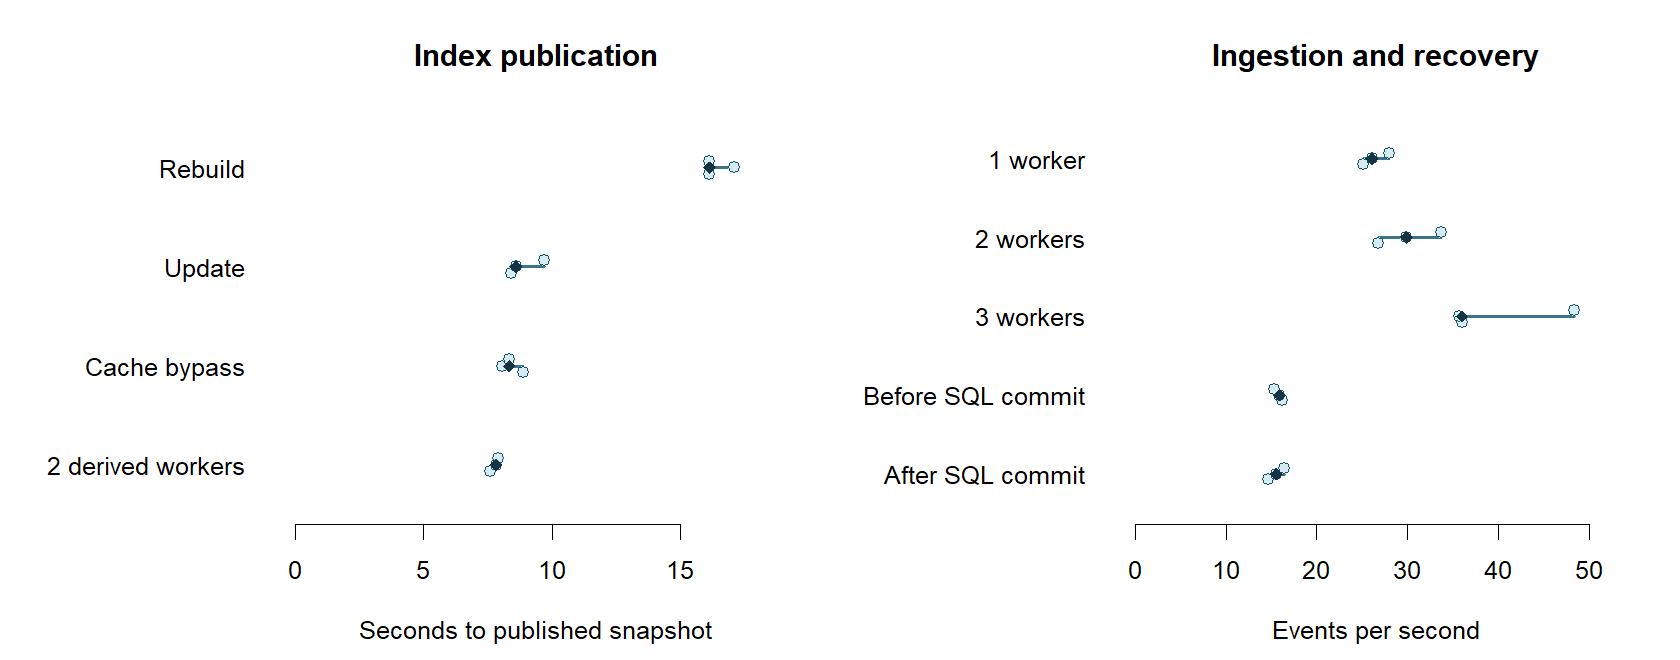 Index publication
Rebuild
Update
Cache bypass
2 derived workers
0 5 10 15
Seconds to published snapshot
Ingestion and recovery
1 worker
2 workers
3 workers
Before SQL commit
After SQL commit
0 10 20 30 40 50
Events per second